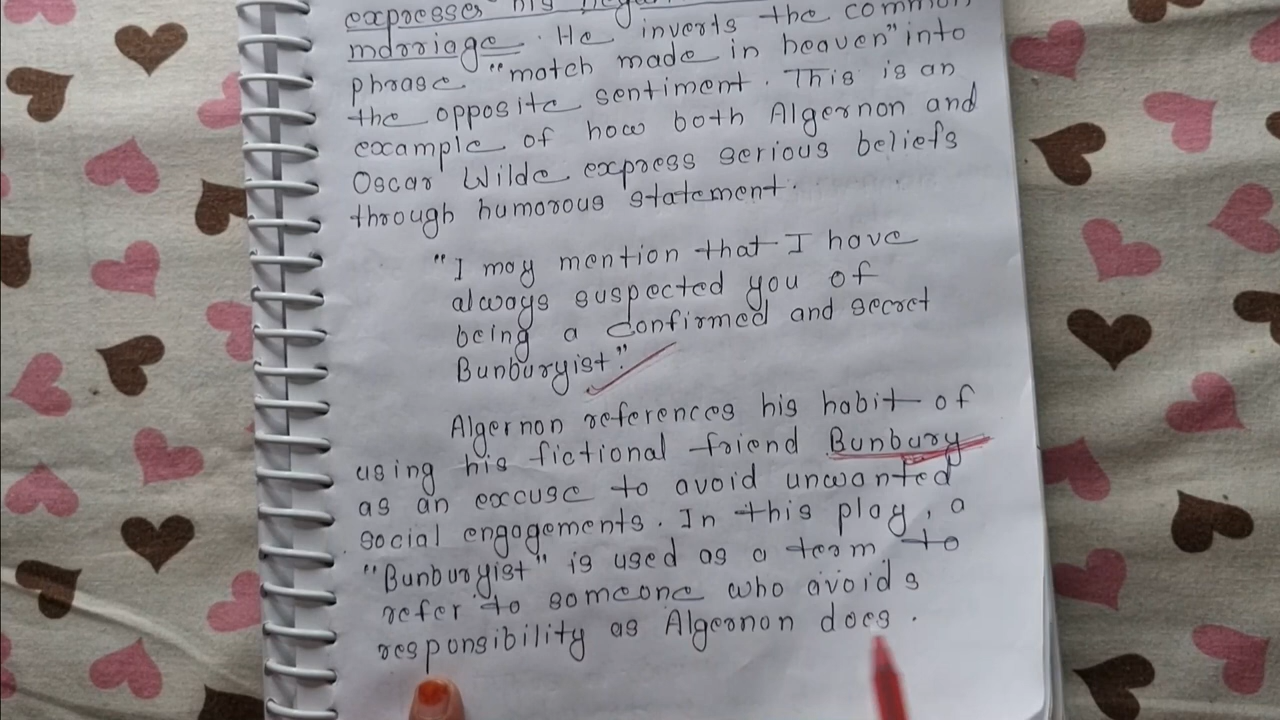 expresses his
marriage. He inverts the common
phrase "match made in heaven" into
the opposite sentiment. This is an
example of how both Algernon and
Oscar Wilde express serious beliefs
through humorous statement.
"I may mention that I have
always suspected you of
being a confirmed and secret
Bunburyist"
Algernon references his habit of
using his fictional friend Bunbury
as an excuse to avoid unwanted
social engagements. In this play, a
"Bunburyist" is used as a term to
refer to someone who avoids
responsibility as Algernon does.